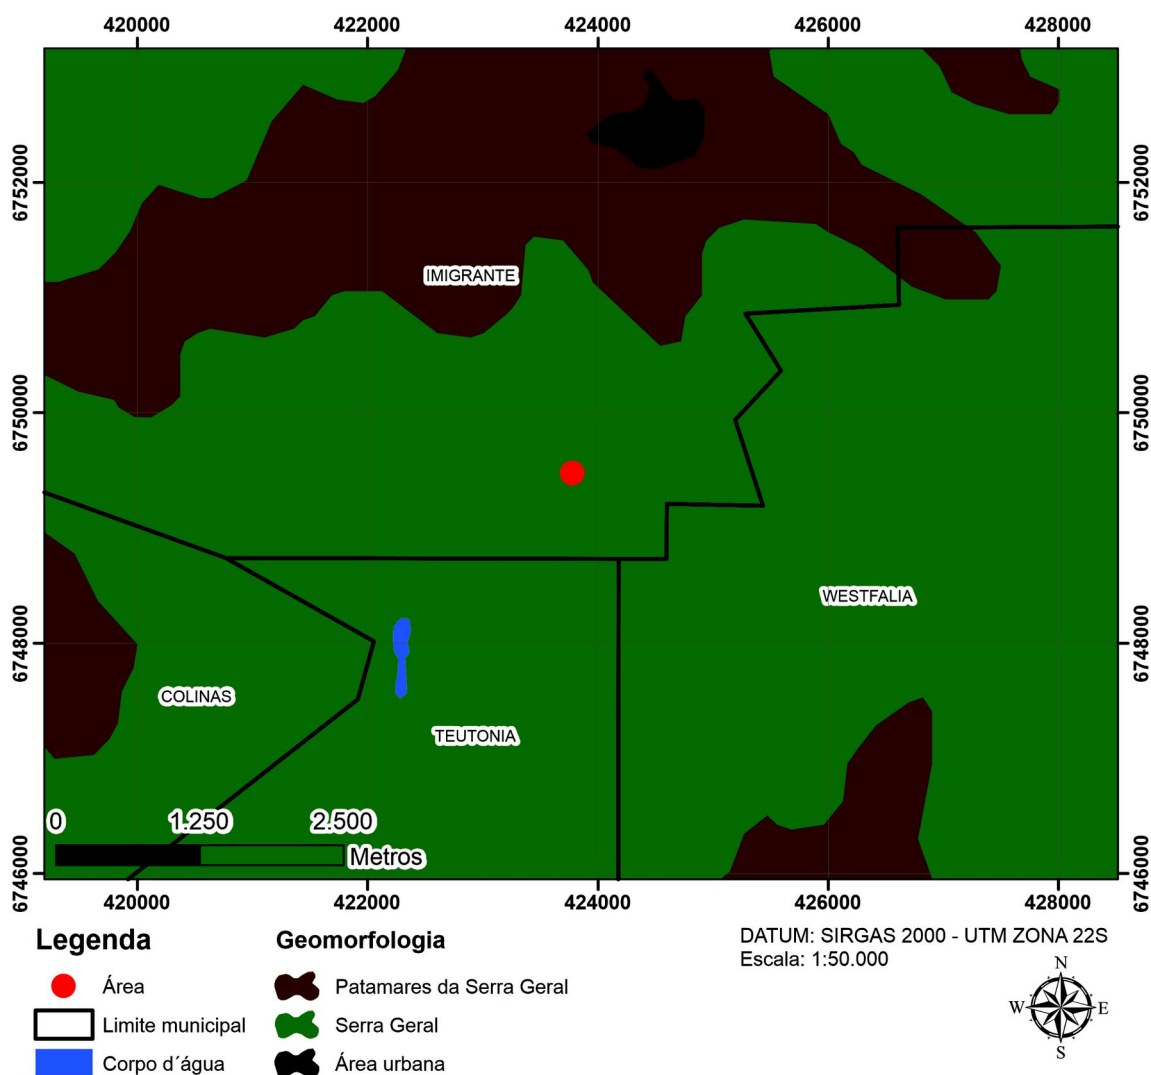 420000 422000 424000 426000 428000
6752000 6752000
IMIGRANTE
6750000 6750000
WESTFALIA
6748000 6748000
COLINAS
TEUTONIA
0 1.250 2.500
Metros
6746000 6746000
420000 422000 424000 426000 428000
Legenda
Área
Limite municipal
Corpo d´água
Geomorfologia
Patamares da Serra Geral
Serra Geral
Área urbana
DATUM: SIRGAS 2000 - UTM ZONA 22S
Escala: 1:50.000
N
W E
S